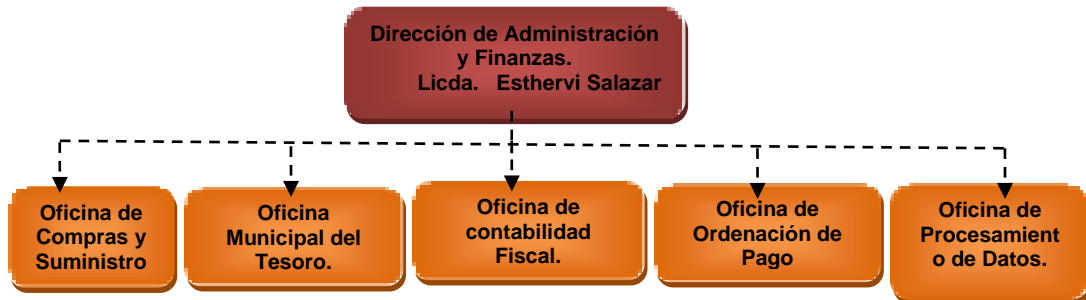 Dirección de Administración
y Finanzas.
Licda. Esthervi Salazar
Oficina de
Compras y
Suministro
Oficina
Municipal del
Tesoro.
Oficina de
contabilidad
Fiscal.
Oficina de
Ordenación de
Pago
Oficina de
Procesamient
o de Datos.